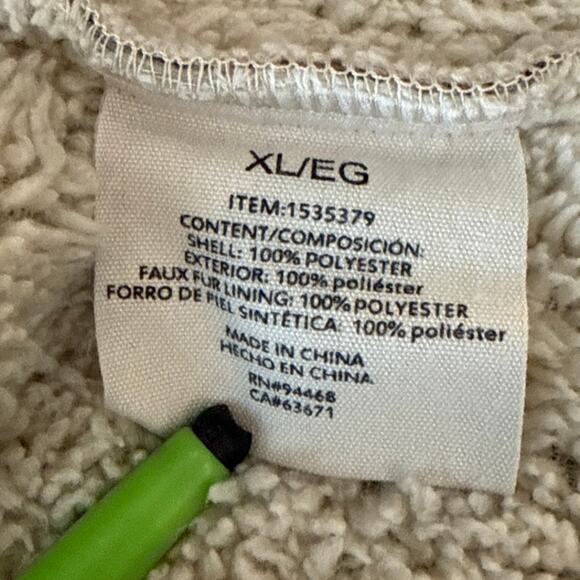 XL/EG
ITEM:1535379
CONTENT/COMPOSICIÓN:
SHELL: 100% POLYESTER
EXTERIOR: 100% poliéster
FAUX FUR LINING: 100% POLYESTER
FORRO DE PIEL SINTÉTICA: 100% poliéster
MADE IN CHINA
HECHO EN CHINA
RN#94468
CA#63671